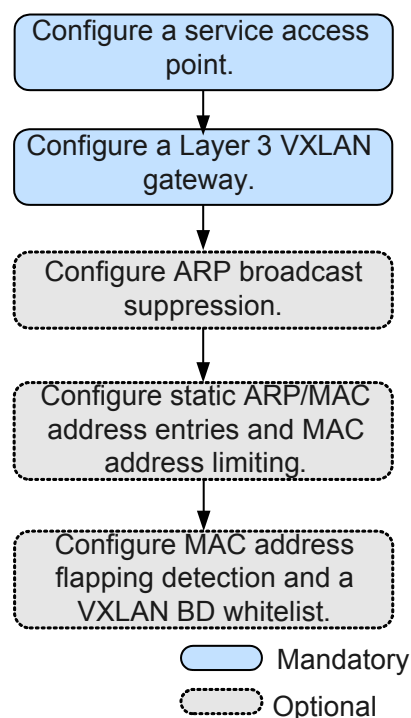 Configure a service access
point.
Configure a Layer 3 VXLAN
gateway.
Configure ARP broadcast
suppression.
Configure static ARP/MAC
address entries and MAC
address limiting.
Configure MAC address
flapping detection and a
VXLAN BD whitelist.
Mandatory
Optional